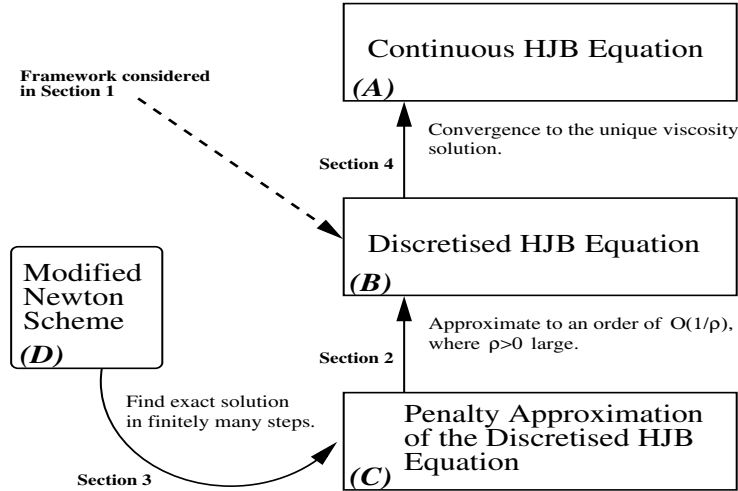 Continuous HJB Equation
(A)
Framework considered
in Section 1
Convergence to the unique viscosity
solution.
Section 4
Discretised HJB Equation
(B)
Modified
Newton
Scheme
(D)
Approximate to an order of O(1/ρ),
where ρ>0 large.
Section 2
Find exact solution
in finitely many steps.
Section 3
Penalty Approximation
of the Discretised HJB
Equation
(C)